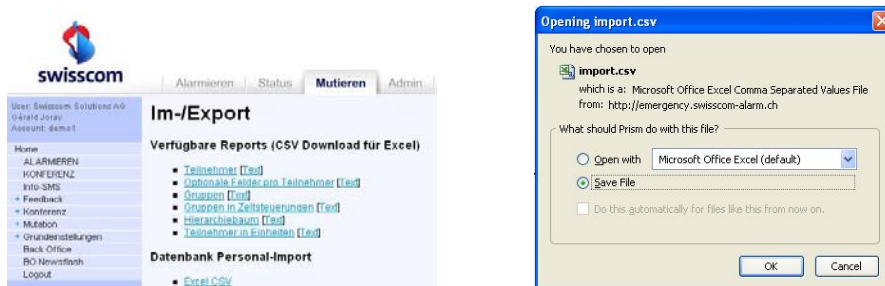 swisscom
Alarmieren Status Mutieren Admin
User: Swisscom Solutions AG
Gérald Joray
Account: demo1
Home
ALARMIEREN
KONFERENZ
Info-SMS
+ Feedback
+ Konferenz
+ Mutation
+ Grundeinstellungen
Back Office
BO Newsflash
Logout
Im-/Export
Verfügbare Reports (CSV Download für Excel)
Teilnehmer [Text]
Optionale Felder pro Teilnehmer [Text]
Gruppen [Text]
Gruppen in Zeitsteuerungen [Text]
Hierarchiebaum [Text]
Teilnehmer in Einheiten [Text]
Datenbank Personal-Import
Excel CSV
Opening import.csv
You have chosen to open
import.csv
which is a: Microsoft Office Excel Comma Separated Values File
from: http://emergency.swisscom-alarm.ch
What should Prism do with this file?
Open with Microsoft Office Excel (default)
Save File
Do this automatically for files like this from now on.
OK Cancel